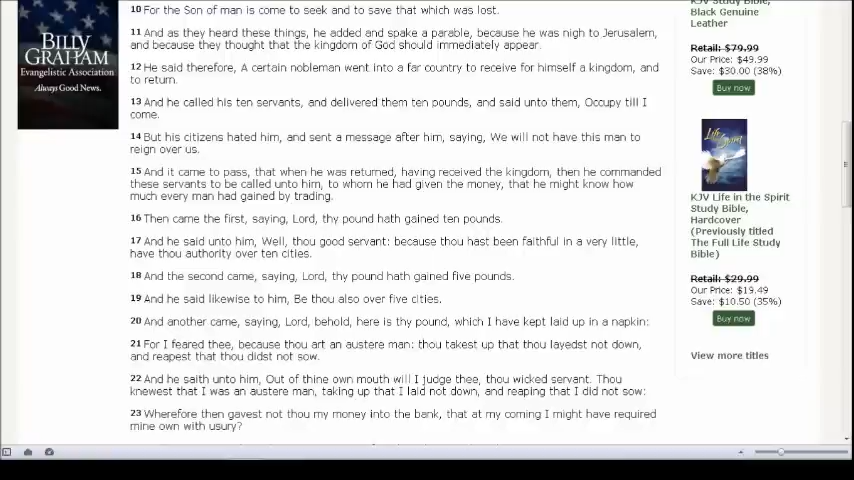 BILLY
GRAHAM
Evangelistic Association
Always Good News.
10 For the Son of man is come to seek and to save that which was lost.
11 And as they heard these things, he added and spake a parable, because he was nigh to Jerusalem,
and because they thought that the kingdom of God should immediately appear.
12 He said therefore, A certain nobleman went into a far country to receive for himself a kingdom, and
to return.
13 And he called his ten servants, and delivered them ten pounds, and said unto them, Occupy till I
come.
14 But his citizens hated him, and sent a message after him, saying, We will not have this man to
reign over us.
15 And it came to pass, that when he was returned, having received the kingdom, then he commanded
these servants to be called unto him, to whom he had given the money, that he might know how
much every man had gained by trading.
16 Then came the first, saying, Lord, thy pound hath gained ten pounds.
17 And he said unto him, Well, thou good servant: because thou hast been faithful in a very little,
have thou authority over ten cities.
18 And the second came, saying, Lord, thy pound hath gained five pounds.
19 And he said likewise to him, Be thou also over five cities.
20 And another came, saying, Lord, behold, here is thy pound, which I have kept laid up in a napkin:
21 For I feared thee, because thou art an austere man: thou takest up that thou layedst not down,
and reapest that thou didst not sow.
22 And he saith unto him, Out of thine own mouth will I judge thee, thou wicked servant. Thou
knewest that I was an austere man, taking up that I laid not down, and reaping that I did not sow:
23 Wherefore then gavest not thou my money into the bank, that at my coming I might have required
mine own with usury?
KJV Study Bible,
Black Genuine
Leather
Retail: $79.99
Our Price: $49.99
Save: $30.00 (38%)
Buy now
Life
Spirit
KJV Life in the Spirit
Study Bible,
Hardcover
(Previously titled
The Full Life Study
Bible)
Retail: $29.99
Our Price: $19.49
Save: $10.50 (35%)
Buy now
View more titles